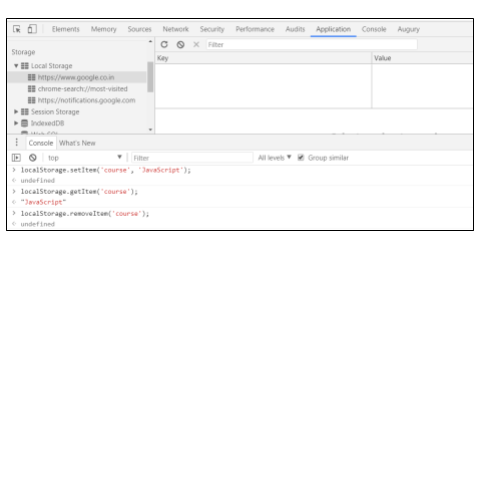 Elements Memory Sources Network Security Performance Audits Application Console Augury
Filter
Storage
Key Value
Local Storage
https://www.google.co.in
chrome-search://most-visited
https://notifications.google.com
Session Storage
IndexedDB
Web SQL
Console What's New
top Filter All levels Group similar
> localStorage.setItem('course', 'JavaScript');
< undefined
> localStorage.getItem('course');
< "JavaScript"
> localStorage.removeItem('course');
< undefined